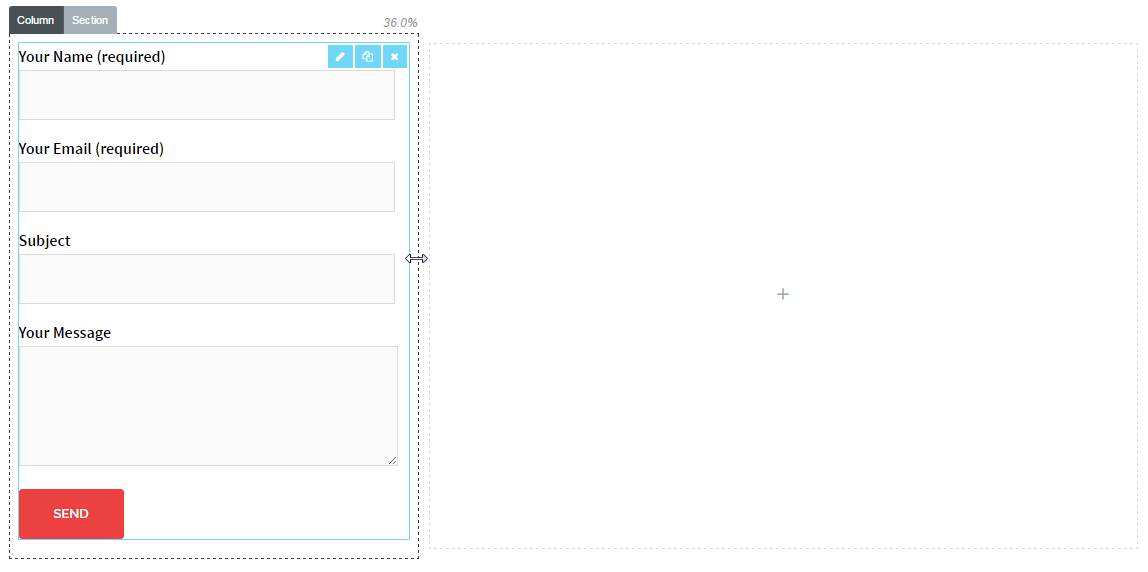 Column Section
36.0%
Your Name (required)
Your Email (required)
Subject
Your Message
SEND